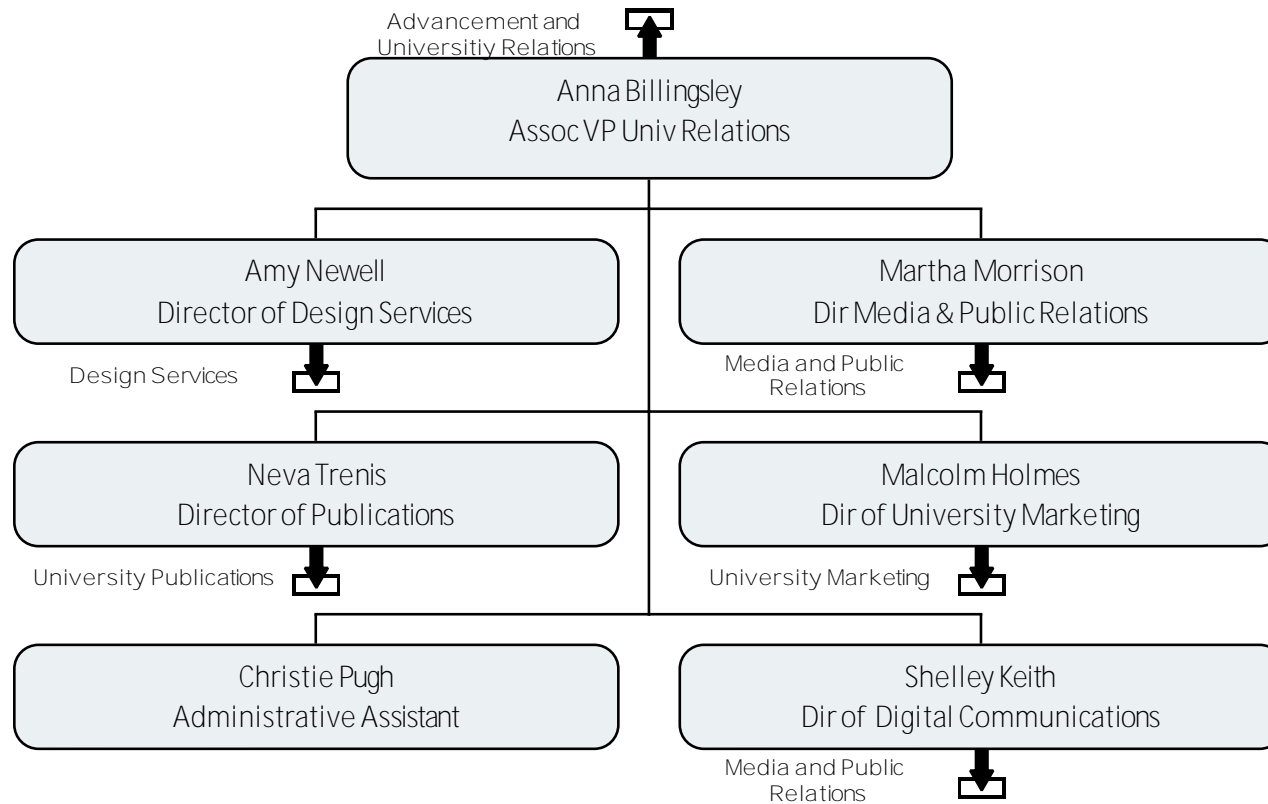 Advancement and
Universitiy Relations
Anna Billingsley
Assoc VP Univ Relations
Amy Newell
Director of Design Services
Martha Morrison
Dir Media & Public Relations
Design Services
Media and Public
Relations
Neva Trenis
Director of Publications
Malcolm Holmes
Dir of University Marketing
University Publications
University Marketing
Christie Pugh
Administrative Assistant
Shelley Keith
Dir of Digital Communications
Media and Public
Relations